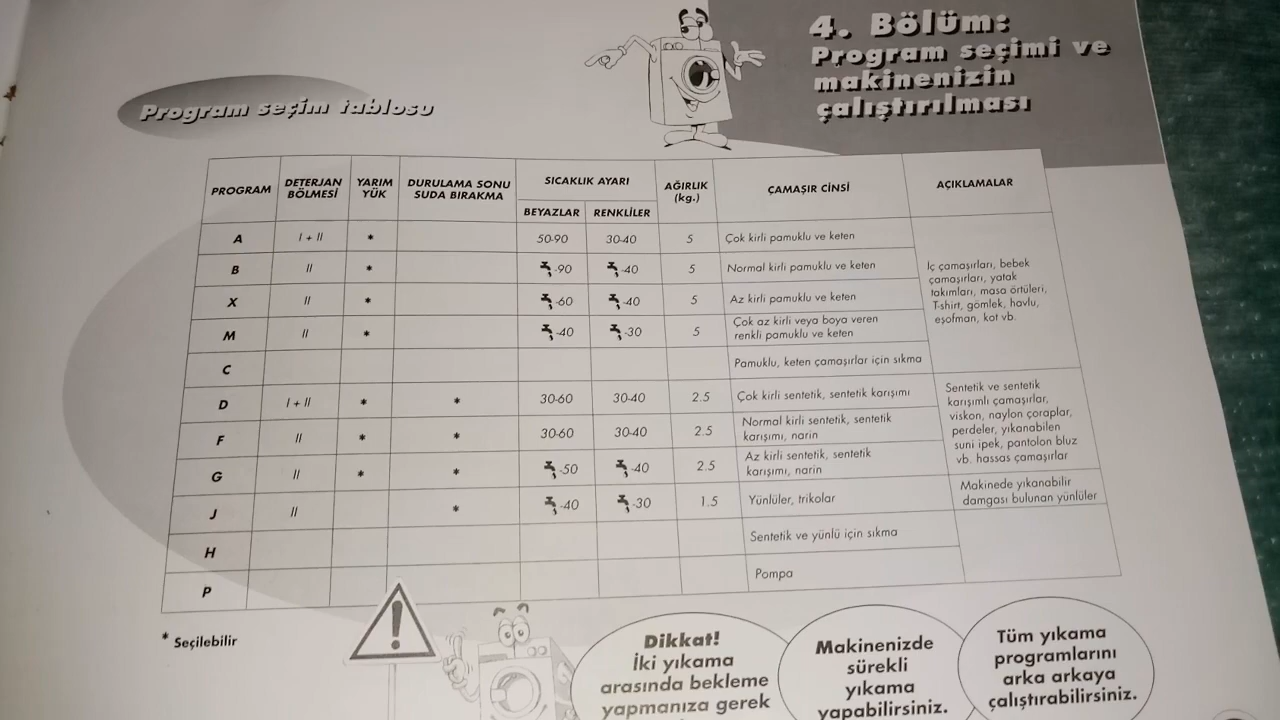 4. Bölüm:
Program seçimi ve
makinenizin
çalıştırılması
Program seçim tablosu
PROGRAM DETERJAN BÖLMESİ YARIM YÜK DURULAMA SONU SUDA BIRAKMA SICAKLIK AYARI BEYAZLAR RENKLİLER AĞIRLIK (kg.) ÇAMAŞIR CİNSİ AÇIKLAMALAR
A I + II * 50-90 30-40 5 Çok kirli pamuklu ve keten
B II * -90 -40 5 Normal kirli pamuklu ve keten
X II * -60 -40 5 Az kirli pamuklu ve keten
M II * -40 -30 5 Çok az kirli veya boya veren
renkli pamuklu ve keten
C Pamuklu, keten çamaşırlar için sıkma
İç çamaşırları, bebek
çamaşırları, yatak
takımları, masa örtüleri,
T-shirt, gömlek, havlu,
eşofman, kot vb.
D I + II * * 30-60 30-40 2.5 Çok kirli sentetik, sentetik karışımı
F II * * 30-60 30-40 2.5 Normal kirli sentetik, sentetik
karışımı, narin
G II * * -50 -40 2.5 Az kirli sentetik, sentetik
karışımı, narin
Sentetik ve sentetik
karışımlı çamaşırlar,
viskon, naylon çoraplar,
perdeler, yıkanabilen
suni ipek, pantolon bluz
vb. hassas çamaşırlar
J II * -40 -30 1.5 Yünlüler, trikolar
Makinede yıkanabilir
damgası bulunan yünlüler
H Sentetik ve yünlü için sıkma
P Pompa
* Seçilebilir
!
Dikkat!
İki yıkama
arasında bekleme
yapmanıza gerek
Makinenizde
sürekli
yıkama
yapabilirsiniz.
Tüm yıkama
programlarını
arka arkaya
çalıştırabilirsiniz.